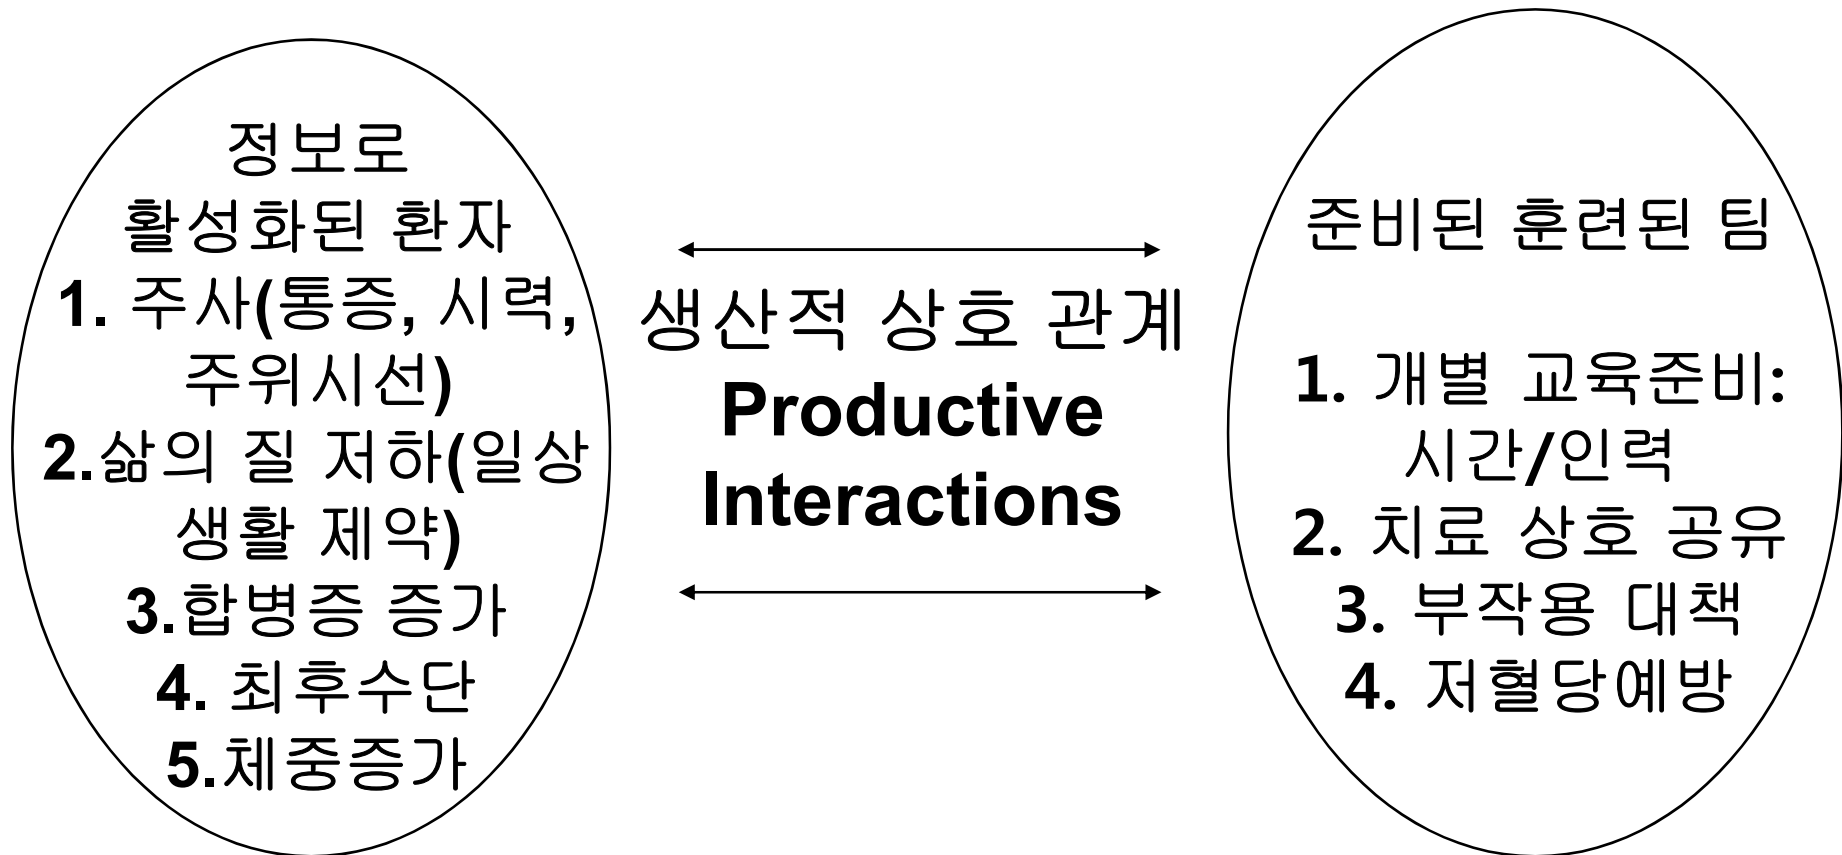 정보로
활성화된 환자
1. 주사(통증, 시력,
주위시선)
2.삶의 질 저하(일상
생활 제약)
3.합병증 증가
4. 최후수단
5.체중증가
생산적 상호 관계
Productive
Interactions
준비된 훈련된 팀
1. 개별 교육준비:
시간/인력
2. 치료 상호 공유
3. 부작용 대책
4. 저혈당예방